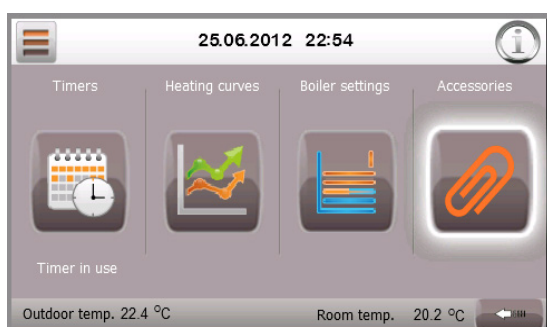 25.06.2012 22:54
Timers Heating curves Boiler settings Accessories
Timer in use
Outdoor temp. 22.4 °C Room temp. 20.2 °C